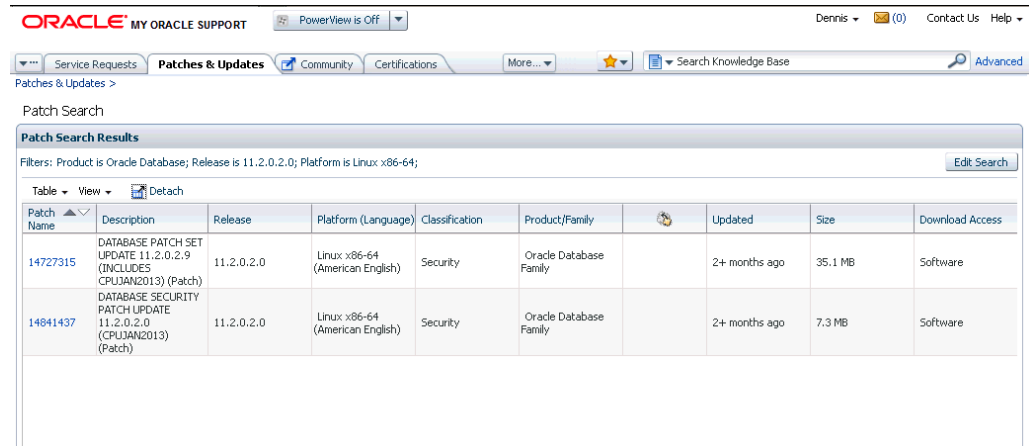 ORACLE MY ORACLE SUPPORT
PowerView is Off
Dennis
(0)
Contact Us
Help
Service Requests
Patches & Updates
Community
Certifications
More...
Search Knowledge Base
Advanced
Patches & Updates >
Patch Search
Patch Search Results
Filters: Product is Oracle Database; Release is 11.2.0.2.0; Platform is Linux x86-64;
Edit Search
Table
View
Detach
Patch Name
Description
Release
Platform (Language)
Classification
Product/Family
Updated
Size
Download Access
14727315
DATABASE PATCH SET
UPDATE 11.2.0.2.9
(INCLUDES
CPUJAN2013) (Patch)
11.2.0.2.0
Linux x86-64
(American English)
Security
Oracle Database
Family
2+ months ago
35.1 MB
Software
14841437
DATABASE SECURITY
PATCH UPDATE
11.2.0.2.0
(CPUJAN2013)
(Patch)
11.2.0.2.0
Linux x86-64
(American English)
Security
Oracle Database
Family
2+ months ago
7.3 MB
Software